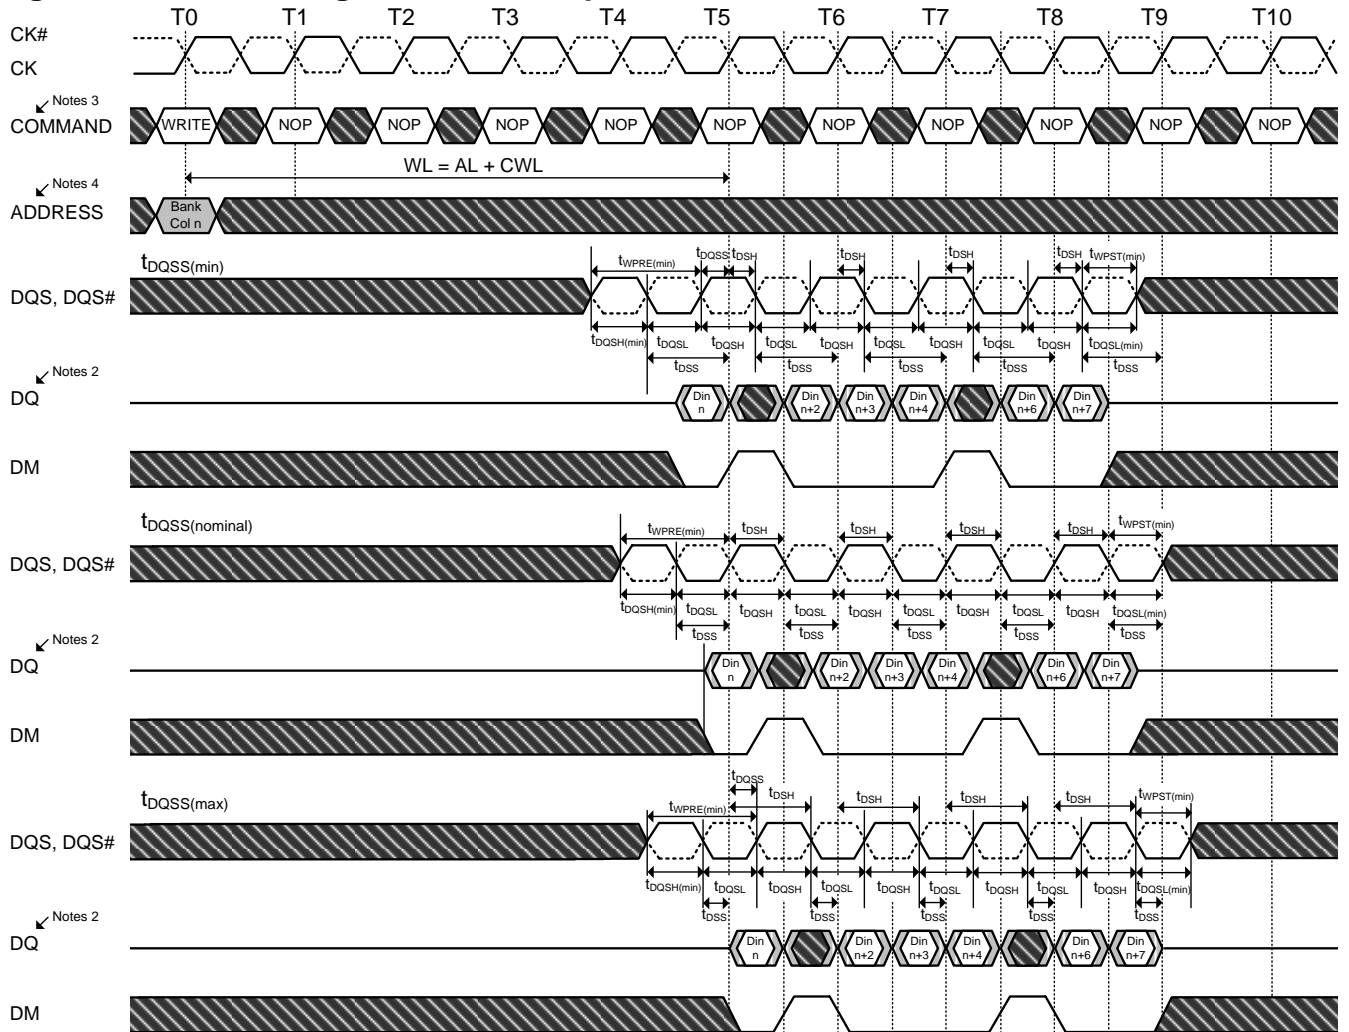 T0 T1 T2 T3 T4 T5 T6 T7 T8 T9 T10
CK#
CK
Notes 3
COMMAND WRITE NOP NOP NOP NOP NOP NOP NOP NOP NOP NOP
WL = AL + CWL
Notes 4
ADDRESS Bank Col n
tDQSS(min) tWPRE(min) tDQSS tDSH tDSH tDSH tDSH tWPST(min)
DQS, DQS#
tDQSH(min) tDQSL tDQSH tDQSL tDQSH tDQSL tDQSH tDQSL tDQSH tDQSL(min)
tDSS tDSS tDSS tDSS tDSS
Notes 2
DQ Din n Din n+2 Din n+3 Din n+4 Din n+6 Din n+7
DM
tDQSS(nominal) tWPRE(min) tDSH tDSH tDSH tDSH tWPST(min)
DQS, DQS#
tDQSH(min) tDQSL tDQSH tDQSL tDQSH tDQSL tDQSH tDQSL tDQSH tDQSL(min)
tDSS tDSS tDSS tDSS tDSS
Notes 2
DQ Din n Din n+2 Din n+3 Din n+4 Din n+6 Din n+7
DM
tDQSS
tDQSS(max) tWPRE(min) tDSH tDSH tDSH tDSH tWPST(min)
DQS, DQS#
tDQSH(min) tDQSL tDQSH tDQSL tDQSH tDQSL tDQSH tDQSL tDQSH tDQSL(min)
tDSS tDSS tDSS tDSS tDSS
Notes 2
DQ Din n Din n+2 Din n+3 Din n+4 Din n+6 Din n+7
DM